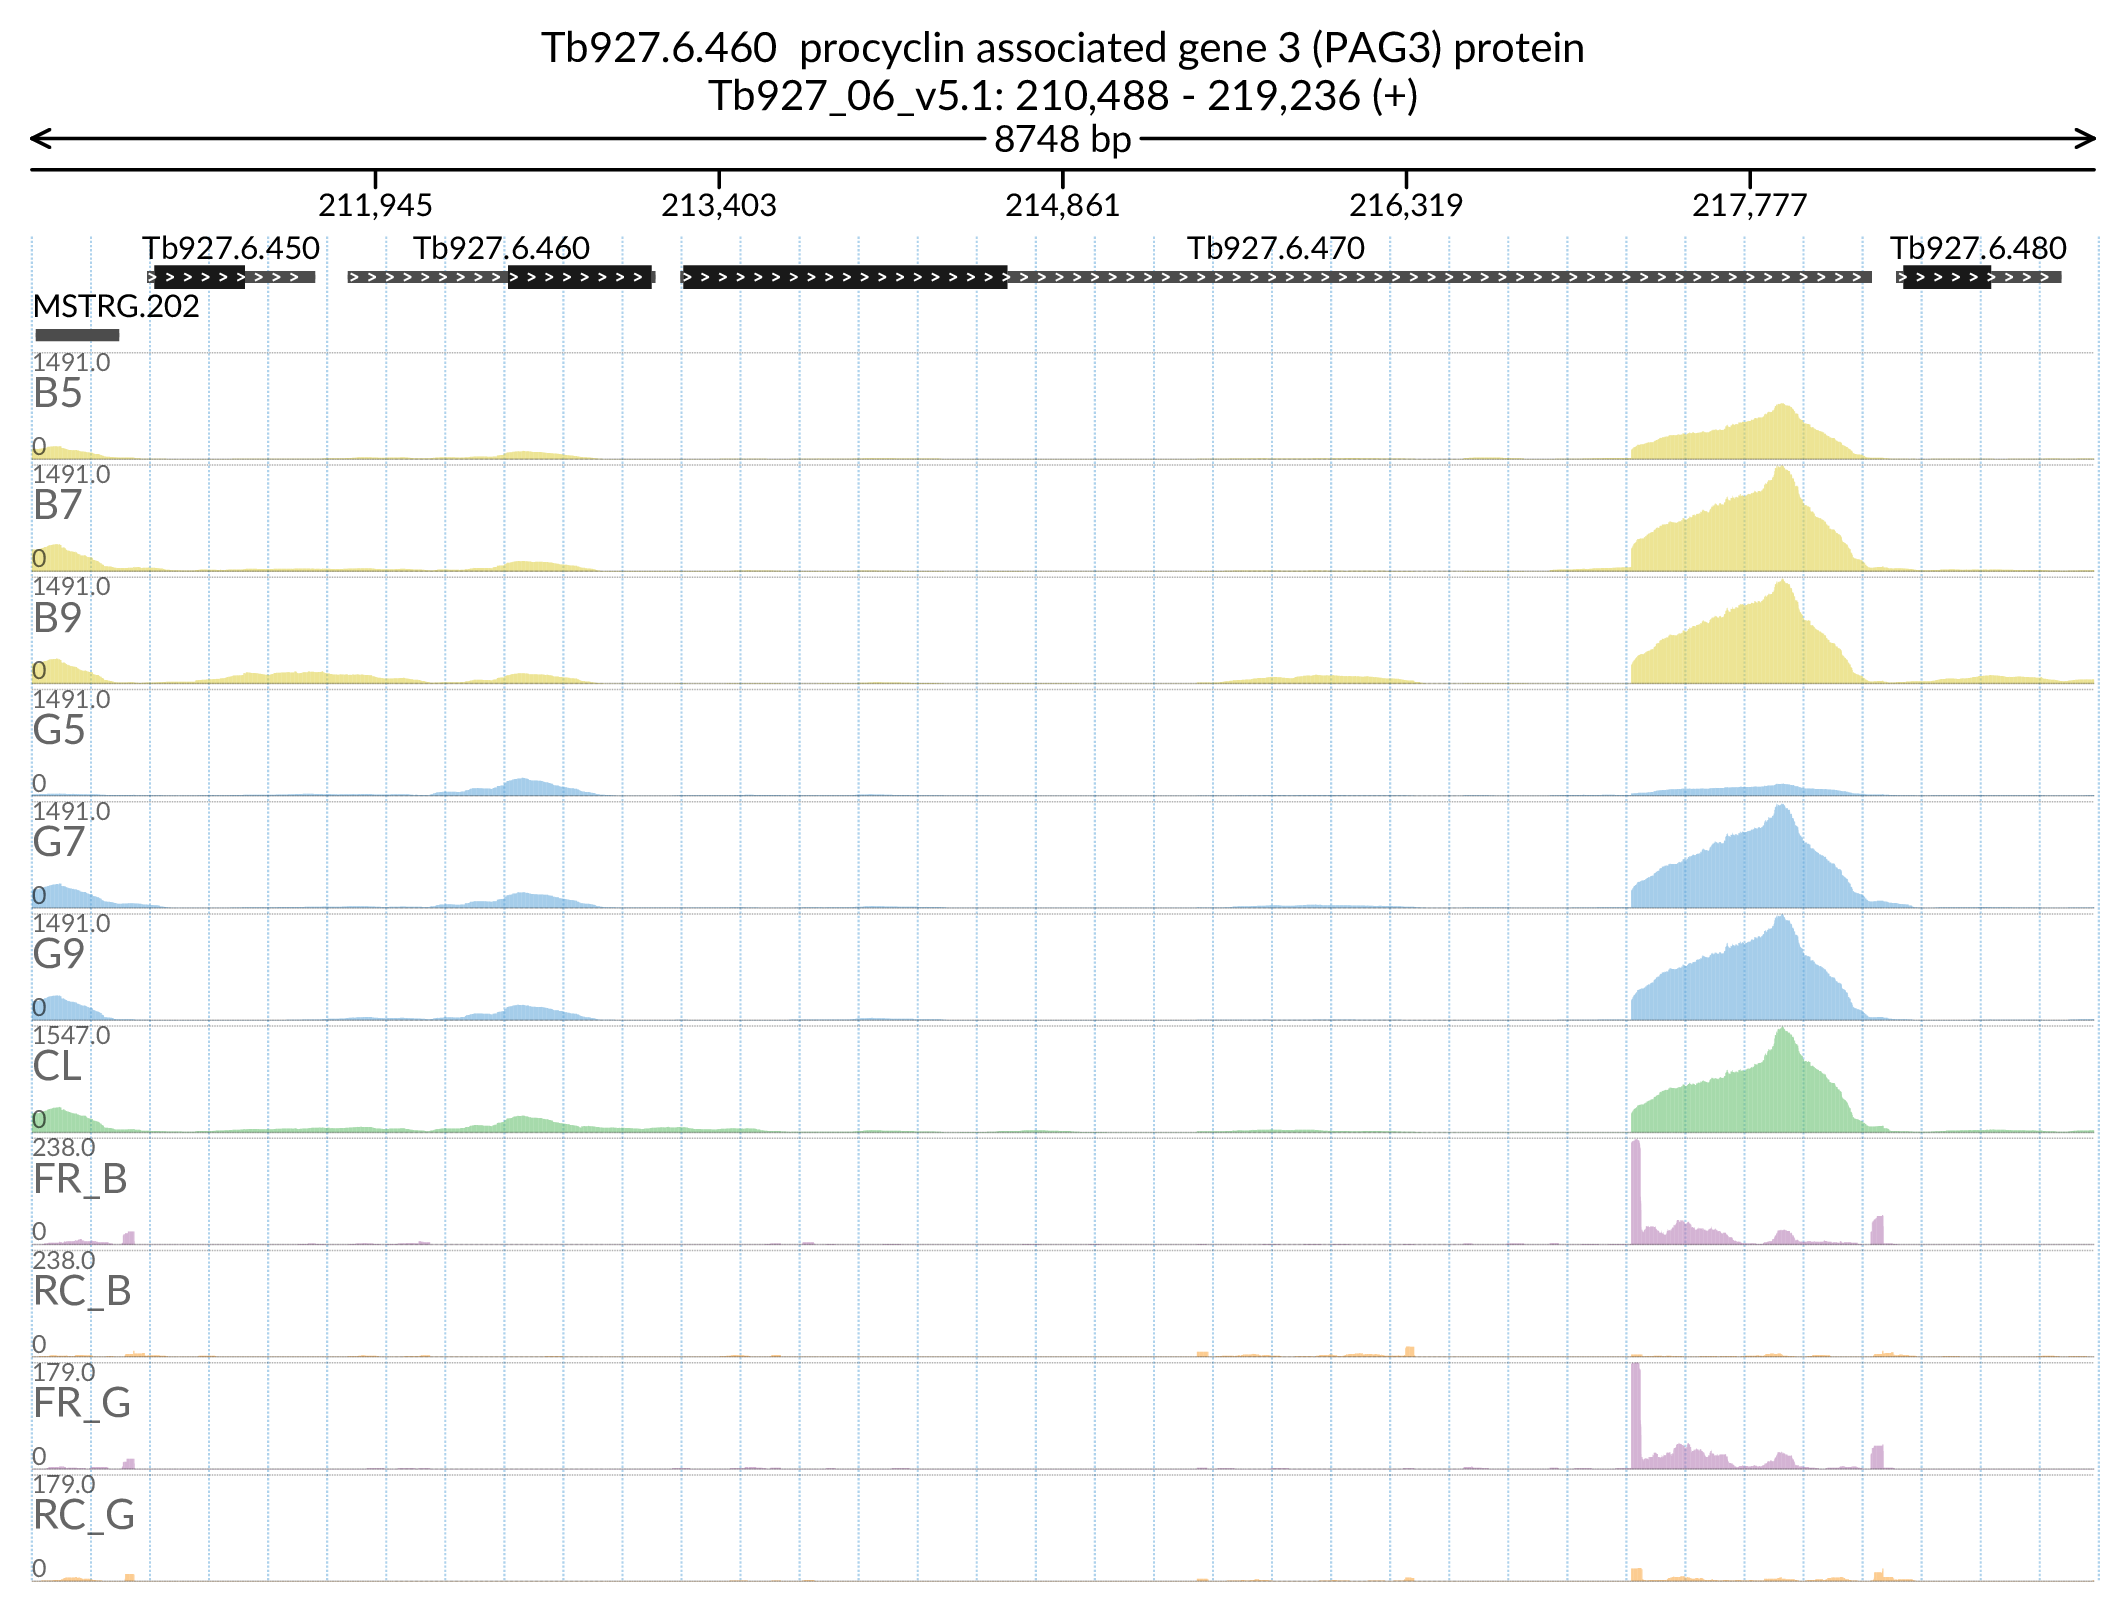 Tb927.6.460  procyclin associated gene 3 (PAG3) protein
Tb927_06_v5.1: 210,488 - 219,236 (+)
8748 bp
211,945 213,403 214,861 216,319 217,777
Tb927.6.450 Tb927.6.460 Tb927.6.470 Tb927.6.480
MSTRG.202
1491.0
B5
0
1491.0
B7
0
1491.0
B9
0
1491.0
G5
0
1491.0
G7
0
1491.0
G9
0
1547.0
CL
0
238.0
FR_B
0
238.0
RC_B
0
179.0
FR_G
0
179.0
RC_G
0